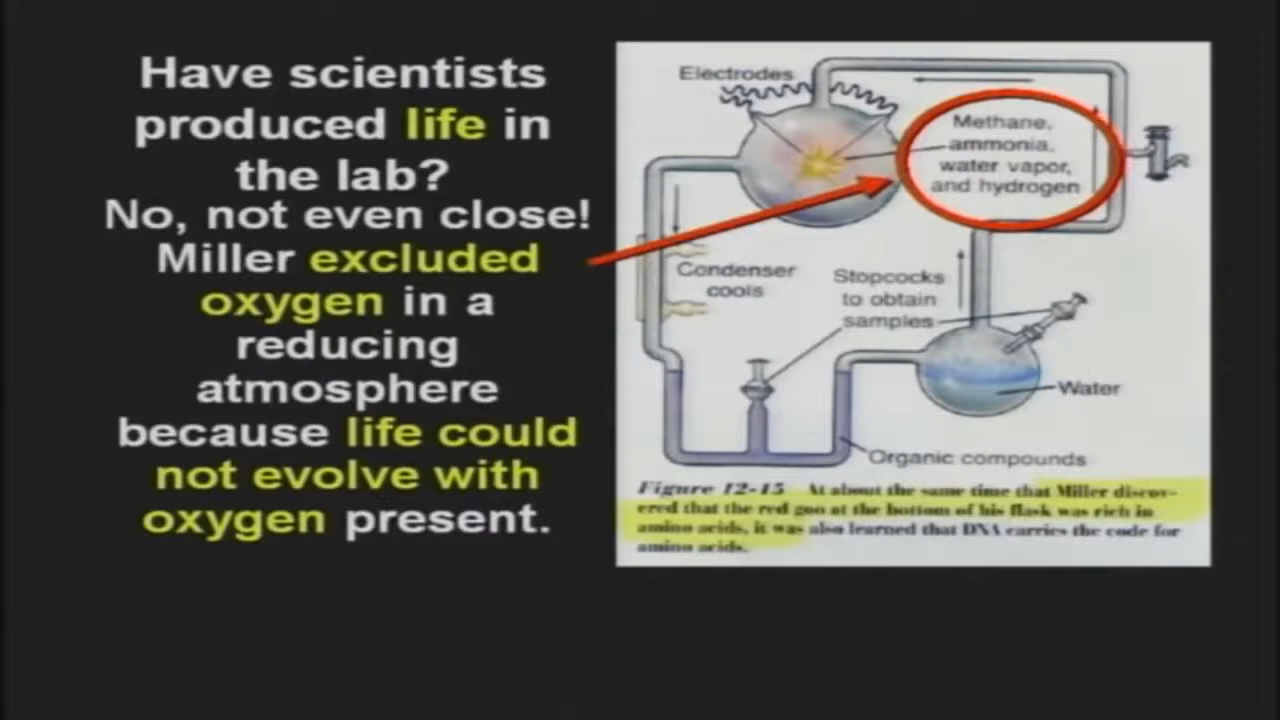 Have scientists
produced life in
the lab?
No, not even close!
Miller excluded
oxygen in a
reducing
atmosphere
because life could
not evolve with
oxygen present.
Electrodes
Methane,
ammonia,
water vapor,
and hydrogen
Condenser
cools
Stopcocks
to obtain
samples
Water
Organic compounds
Figure 12-15 At about the same time that Miller discov-
ered that the red goo at the bottom of his flask was rich in
amino acids, it was also learned that DNA carries the code for
amino acids.